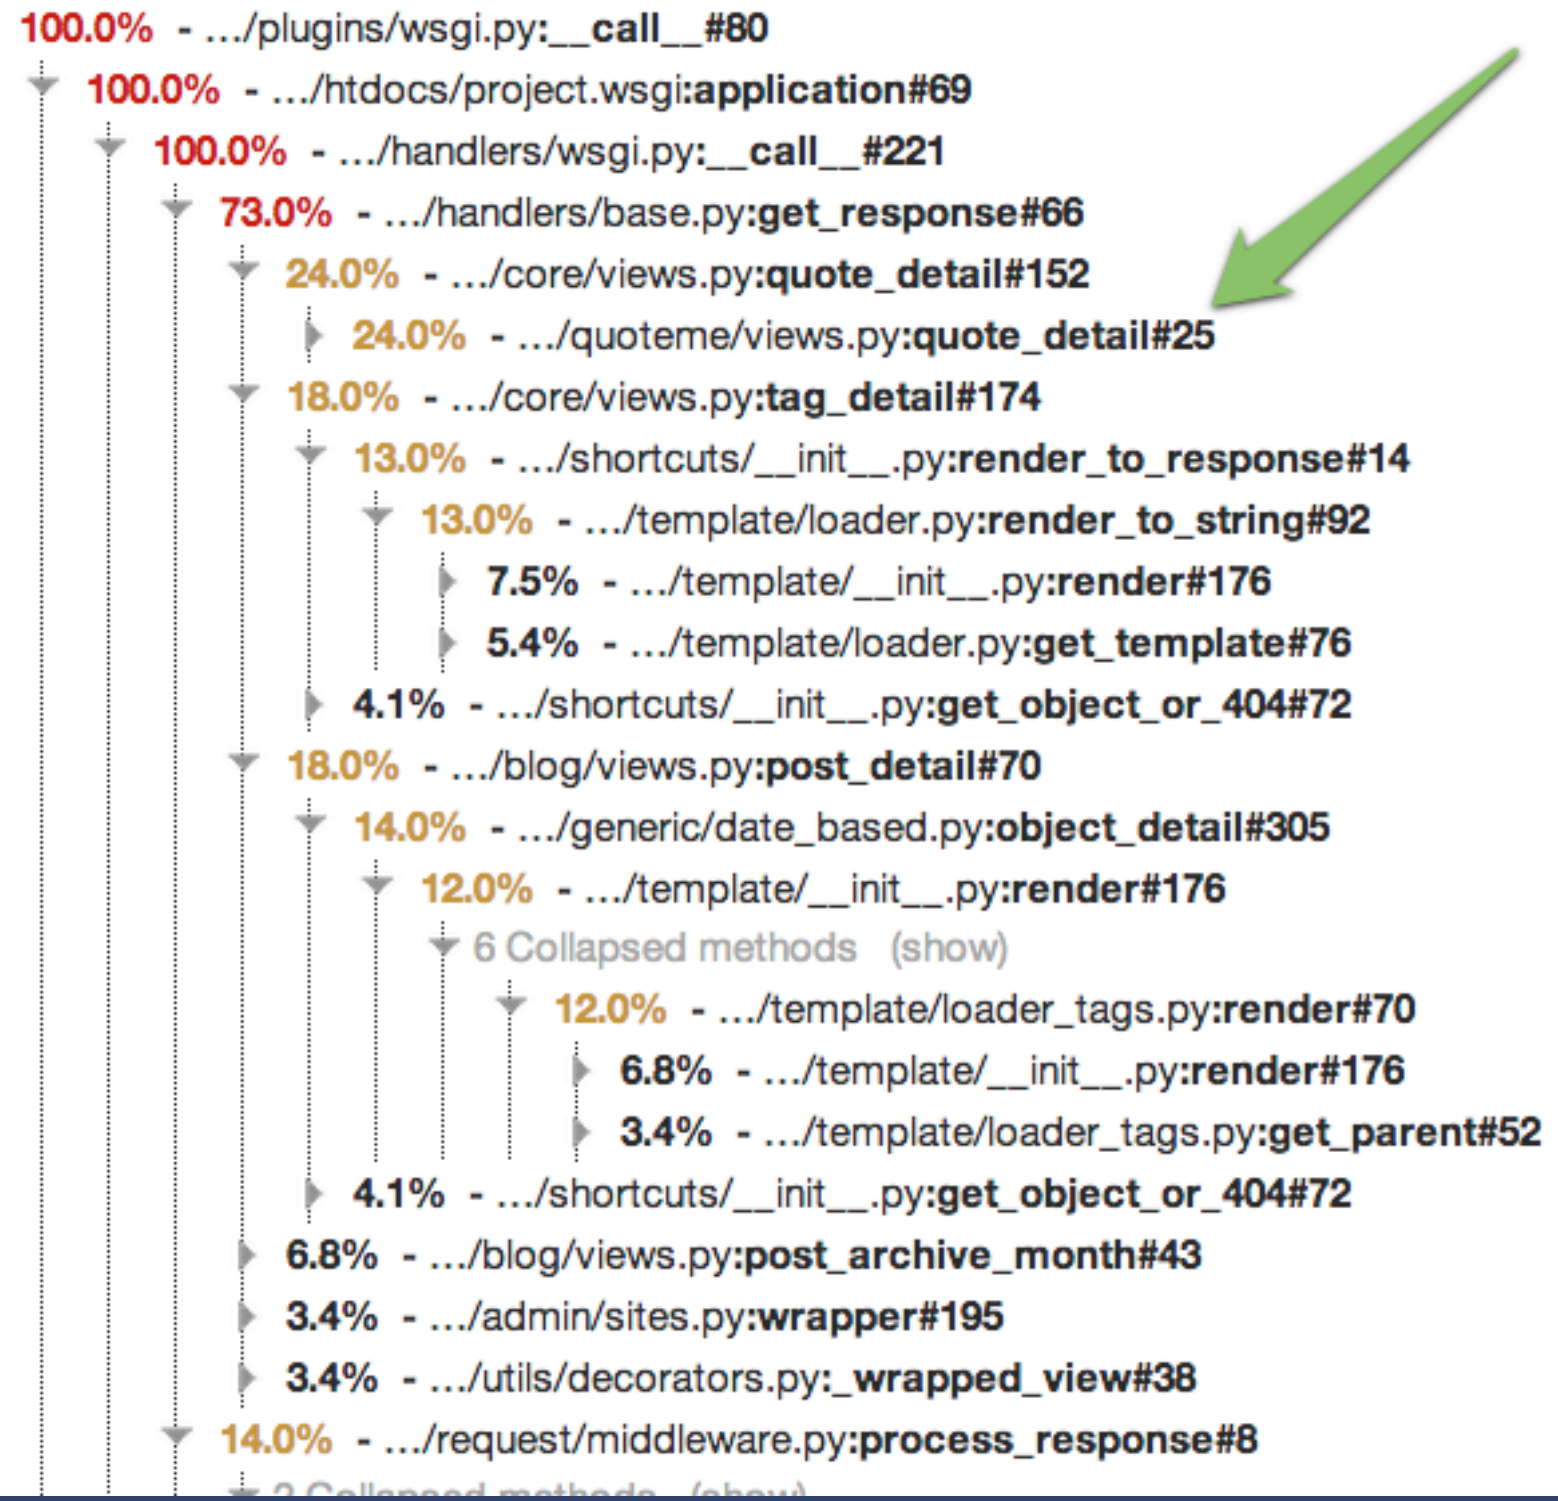 100.0% - .../plugins/wsgi.py:__call__#80
100.0% - .../htdocs/project.wsgi:application#69
100.0% - .../handlers/wsgi.py:__call__#221
73.0% - .../handlers/base.py:get_response#66
24.0% - .../core/views.py:quote_detail#152
24.0% - .../quoteme/views.py:quote_detail#25
18.0% - .../core/views.py:tag_detail#174
13.0% - .../shortcuts/__init__.py:render_to_response#14
13.0% - .../template/loader.py:render_to_string#92
7.5% - .../template/__init__.py:render#176
5.4% - .../template/loader.py:get_template#76
4.1% - .../shortcuts/__init__.py:get_object_or_404#72
18.0% - .../blog/views.py:post_detail#70
14.0% - .../generic/date_based.py:object_detail#305
12.0% - .../template/__init__.py:render#176
6 Collapsed methods (show)
12.0% - .../template/loader_tags.py:render#70
6.8% - .../template/__init__.py:render#176
3.4% - .../template/loader_tags.py:get_parent#52
4.1% - .../shortcuts/__init__.py:get_object_or_404#72
6.8% - .../blog/views.py:post_archive_month#43
3.4% - .../admin/sites.py:wrapper#195
3.4% - .../utils/decorators.py:_wrapped_view#38
14.0% - .../request/middleware.py:process_response#8
2 Collapsed methods (show)